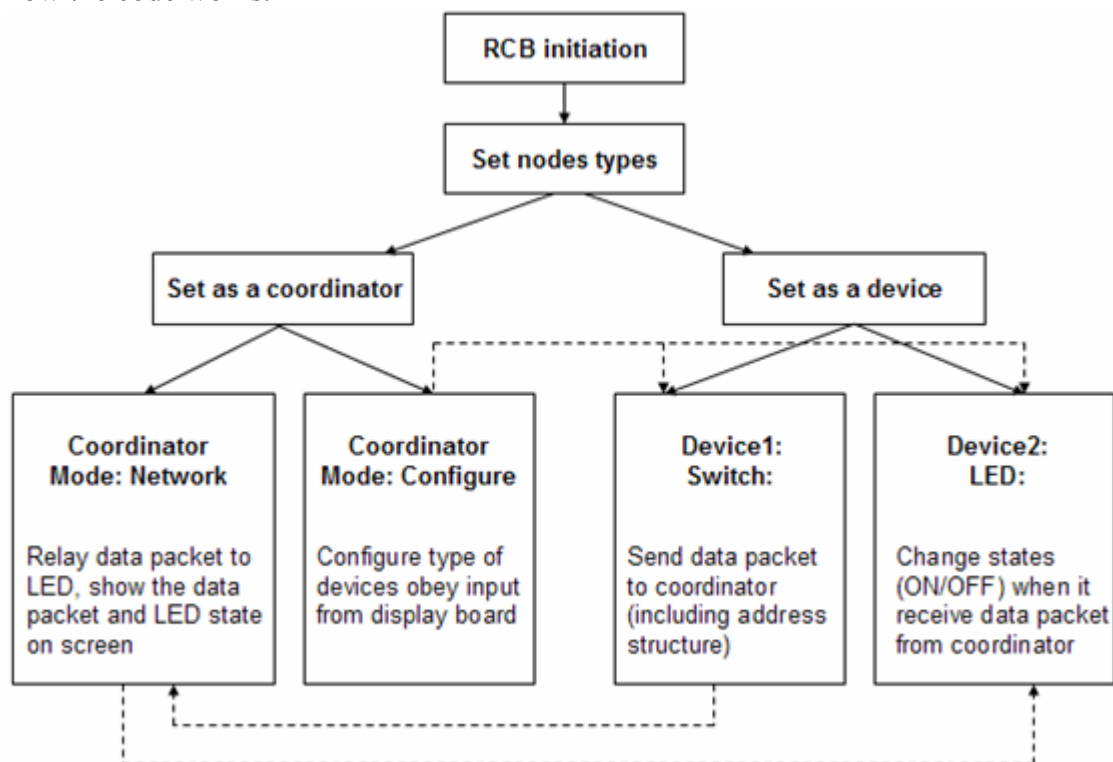 RCB initiation
Set nodes types
Set as a coordinator
Set as a device
Coordinator
Mode: Network
Relay data packet to
LED, show the data
packet and LED state
on screen
Coordinator
Mode: Configure
Configure type of
devices obey input
from display board
Device1:
Switch:
Send data packet
to coordinator
(including address
structure)
Device2:
LED:
Change states
(ON/OFF) when it
receive data packet
from coordinator